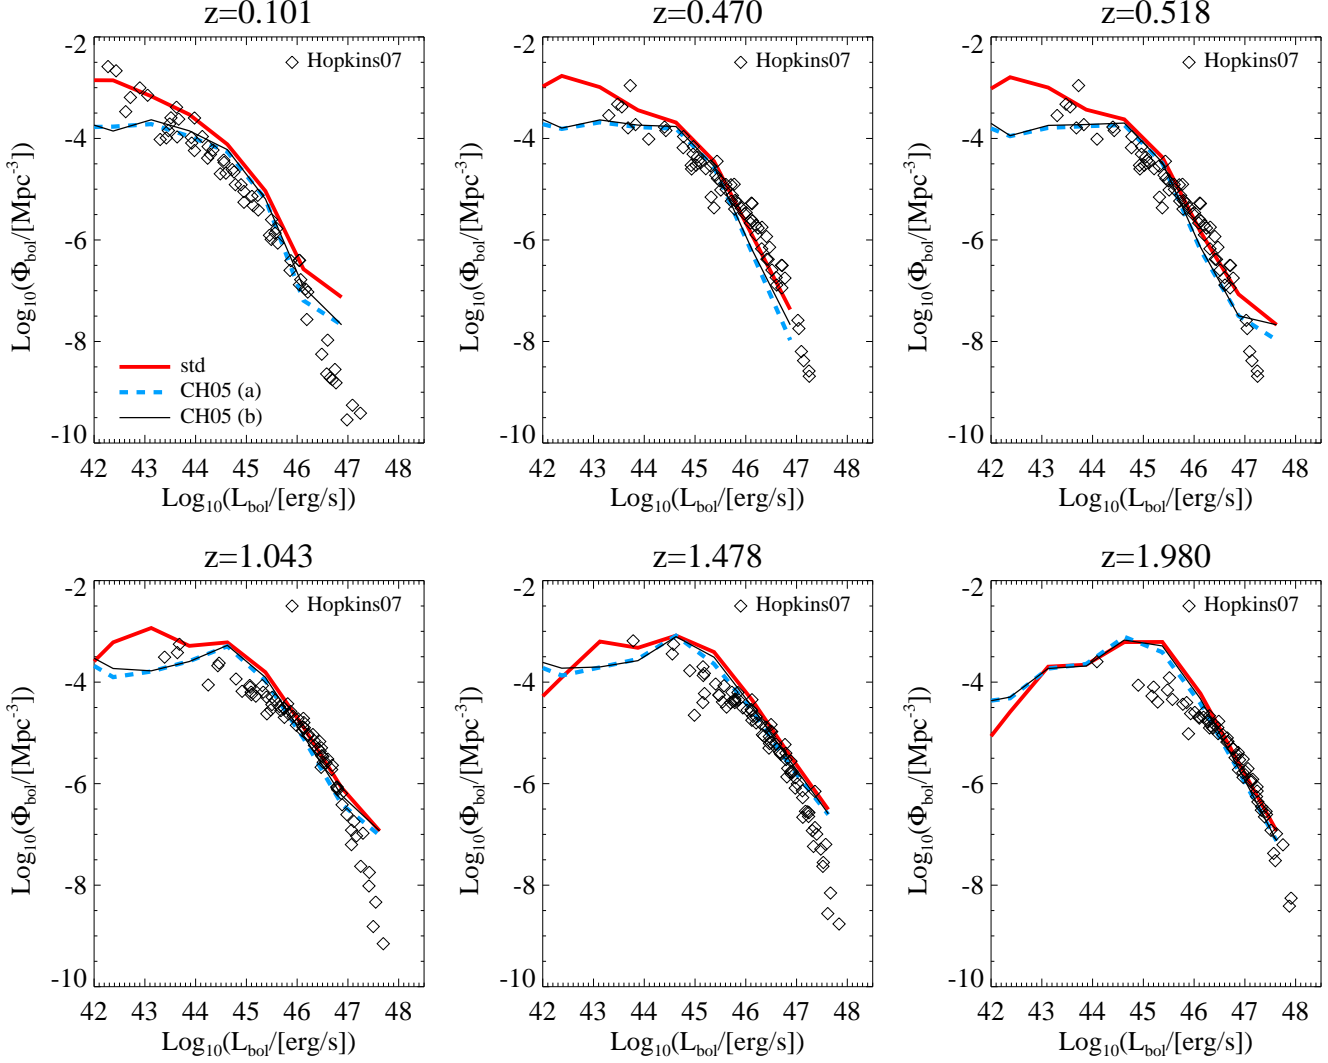 z=0.101
z=0.470
z=0.518
-2
-4
-6
-8
-10
Log10(Φbol/[Mpc-3])
Hopkins07
std
CH05 (a)
CH05 (b)
42 43 44 45 46 47 48
Log10(Lbol/[erg/s])
-2
-4
-6
-8
-10
Log10(Φbol/[Mpc-3])
Hopkins07
42 43 44 45 46 47 48
Log10(Lbol/[erg/s])
-2
-4
-6
-8
-10
Log10(Φbol/[Mpc-3])
Hopkins07
42 43 44 45 46 47 48
Log10(Lbol/[erg/s])
z=1.043
z=1.478
z=1.980
-2
-4
-6
-8
-10
Log10(Φbol/[Mpc-3])
Hopkins07
42 43 44 45 46 47 48
Log10(Lbol/[erg/s])
-2
-4
-6
-8
-10
Log10(Φbol/[Mpc-3])
Hopkins07
42 43 44 45 46 47 48
Log10(Lbol/[erg/s])
-2
-4
-6
-8
-10
Log10(Φbol/[Mpc-3])
Hopkins07
42 43 44 45 46 47 48
Log10(Lbol/[erg/s])